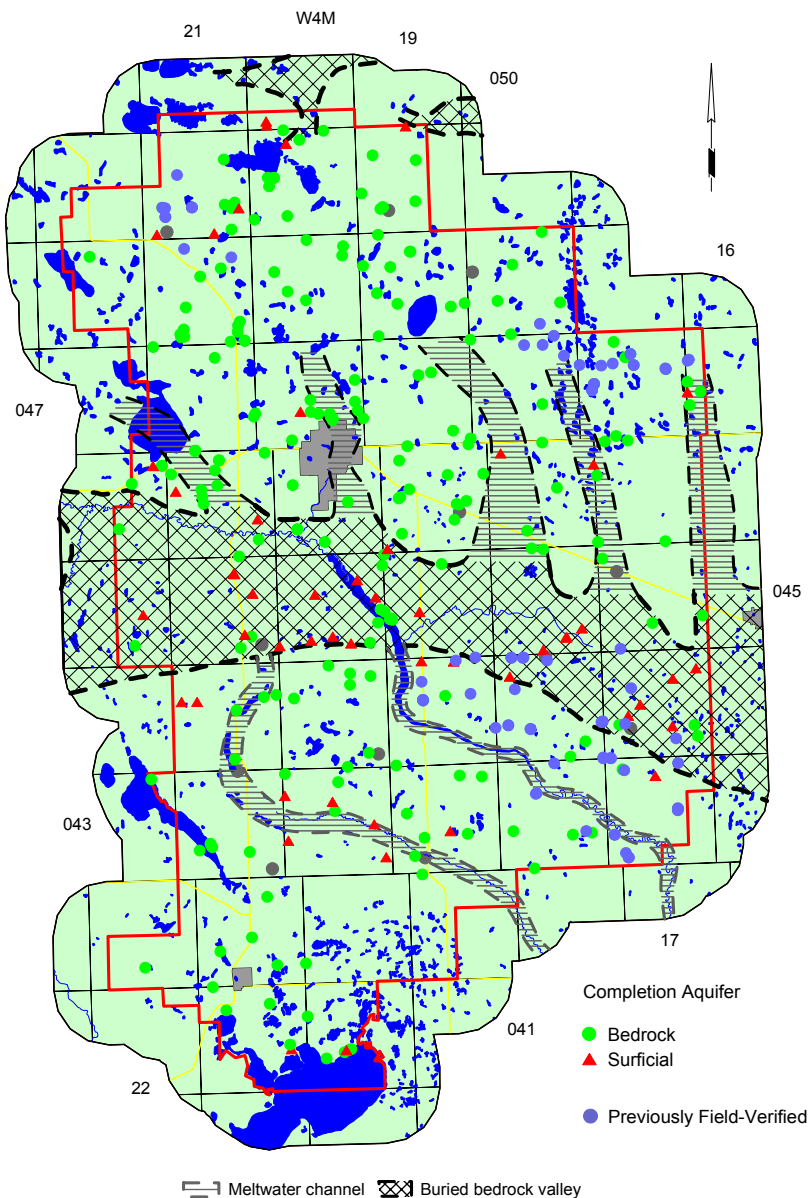 W4M
21
19
050
16
047
045
043
17
041
22
Completion Aquifer
Bedrock
Surficial
Previously Field-Verified
Meltwater channel
Buried bedrock valley